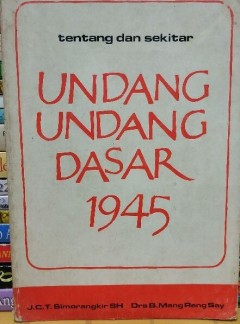 tentang dan sekitar
UNDANG
UNDANG
DASAR
1945
J.C.T. Simorangkir SH Drs B. Mang Reng Say